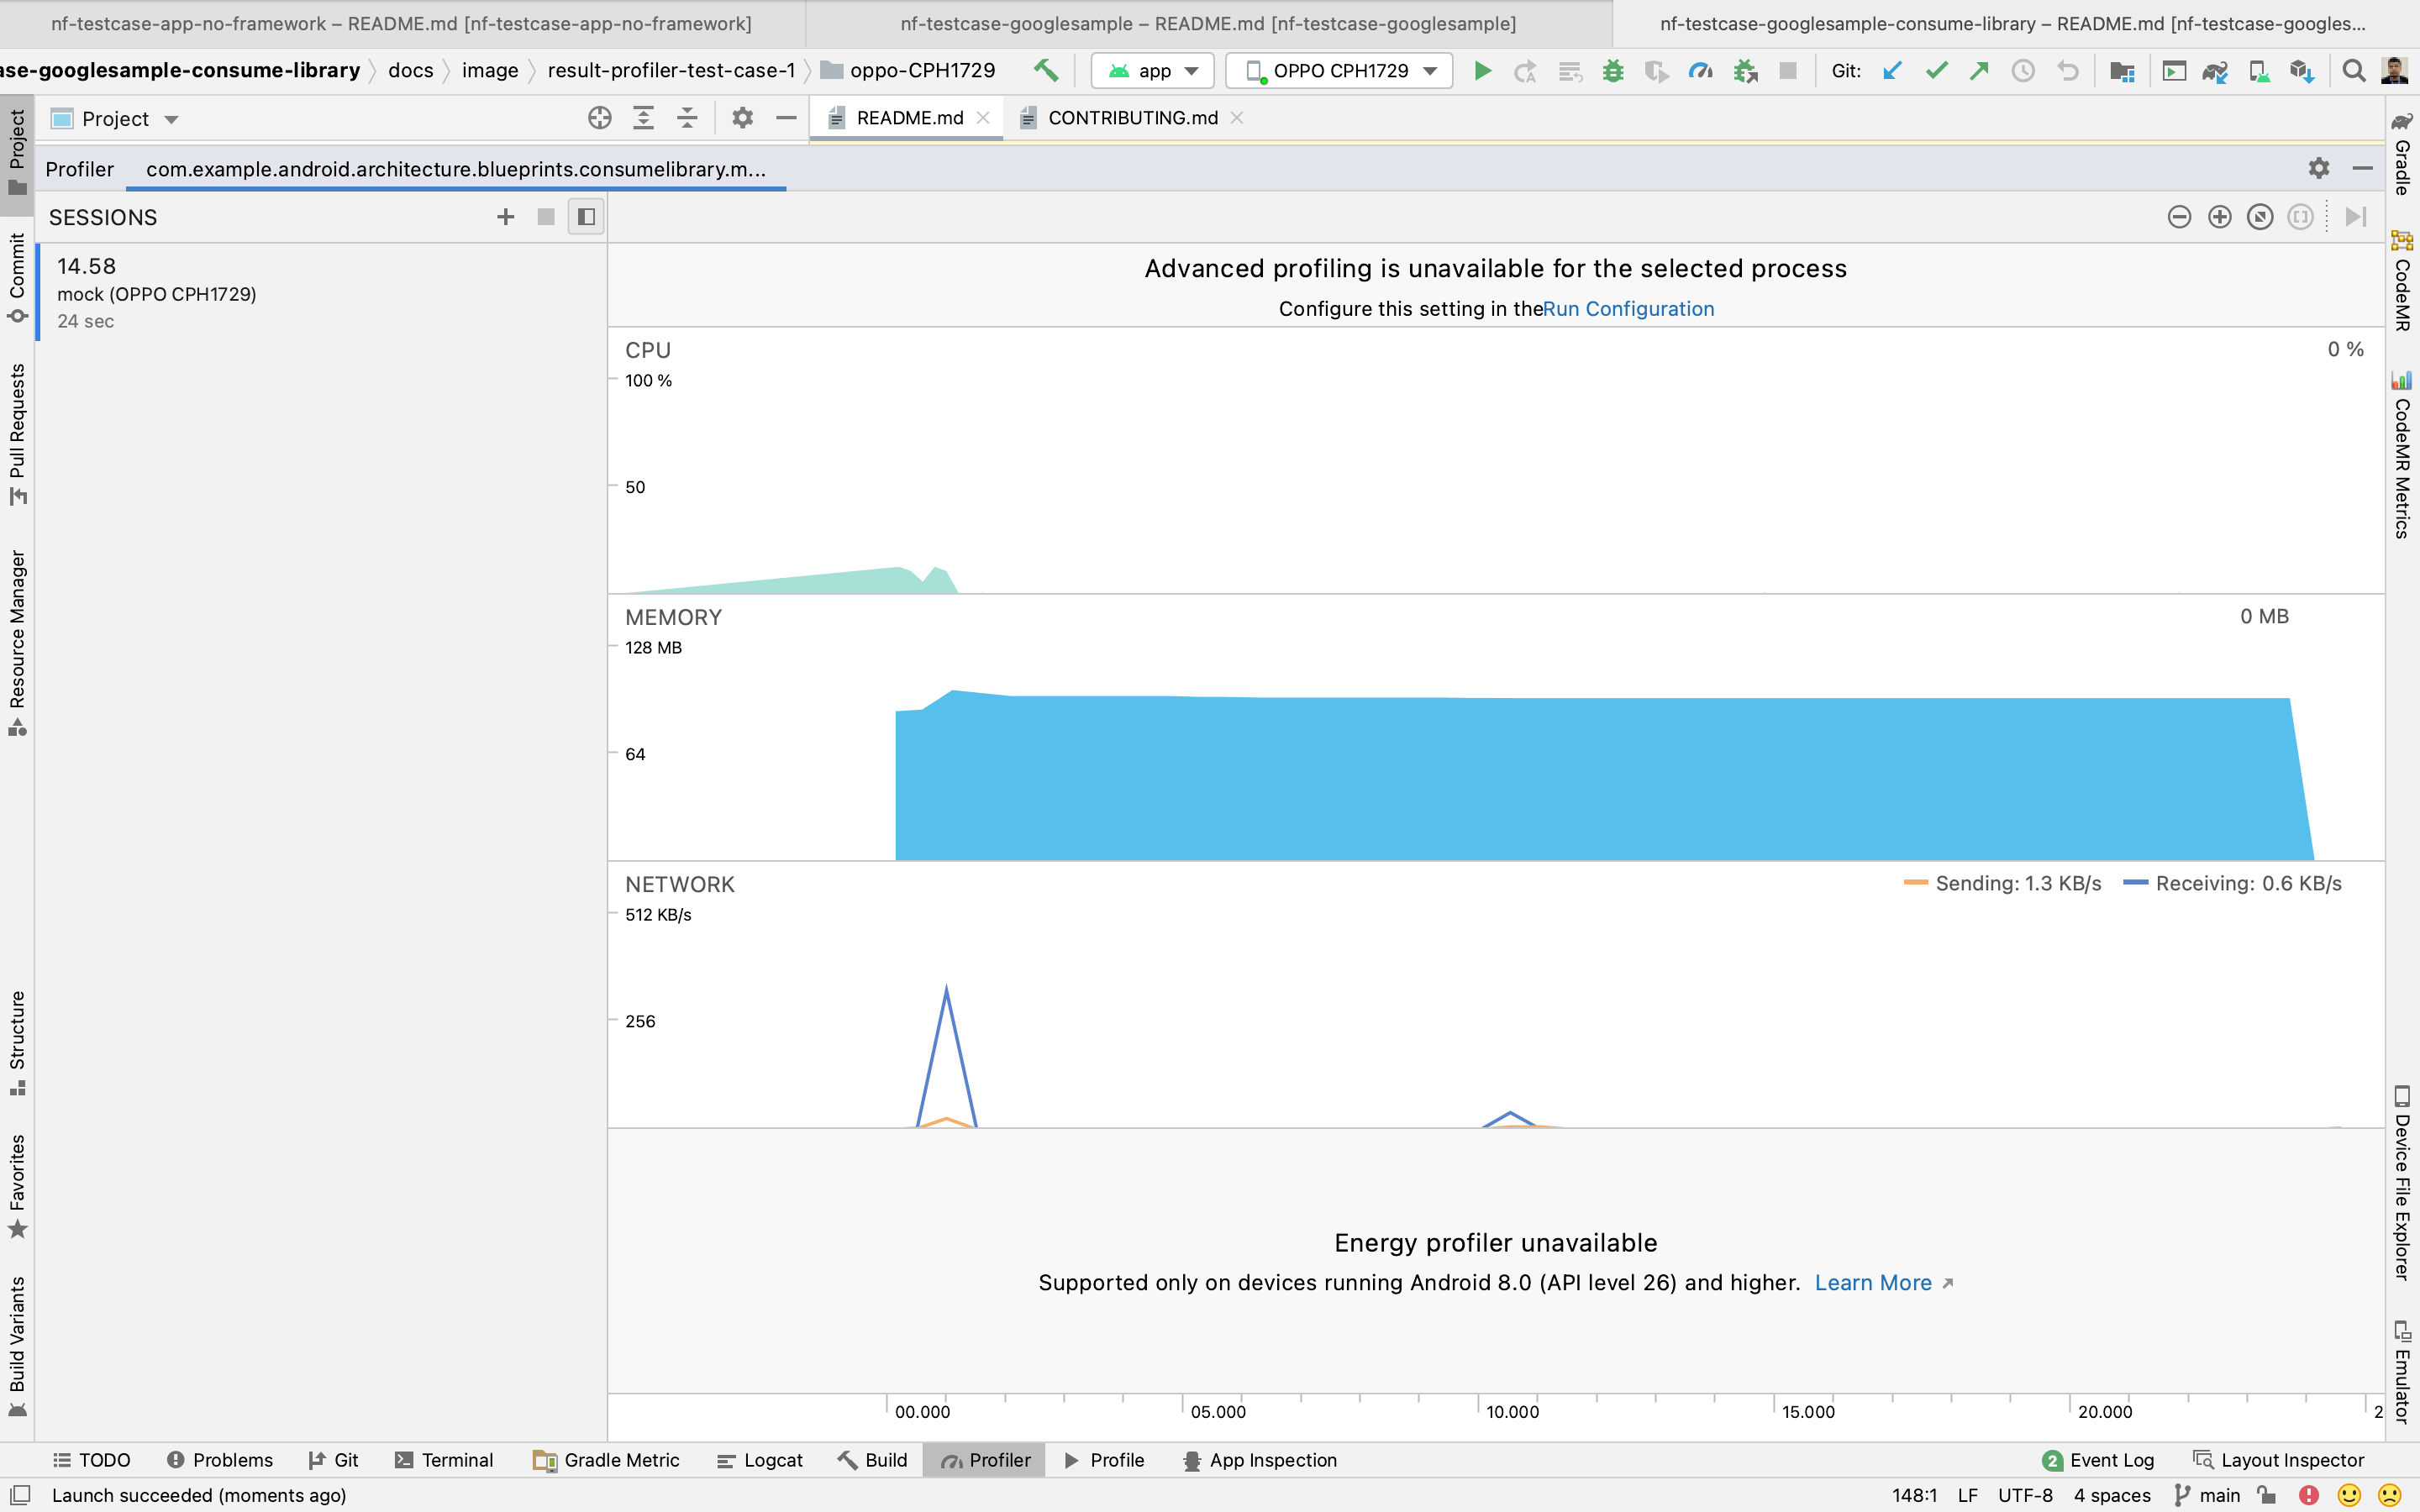 nf-testcase-app-no-framework – README.md [nf-testcase-app-no-framework]
nf-testcase-googlesample – README.md [nf-testcase-googlesample]
nf-testcase-googlesample-consume-library – README.md [nf-testcase-googles...
ase-googlesample-consume-library
docs
image
result-profiler-test-case-1
oppo-CPH1729
app
OPPO CPH1729
Git:
Project
README.md
CONTRIBUTING.md
Profiler
com.example.android.architecture.blueprints.consumelibrary.m...
SESSIONS
14.58
mock (OPPO CPH1729)
24 sec
Advanced profiling is unavailable for the selected process
Configure this setting in theRun Configuration
CPU
0 %
100 %
50
MEMORY
0 MB
128 MB
64
NETWORK
Sending: 1.3 KB/s
Receiving: 0.6 KB/s
512 KB/s
256
Energy profiler unavailable
Supported only on devices running Android 8.0 (API level 26) and higher. Learn More
00.000
05.000
10.000
15.000
20.000
2
Project
Commit
Pull Requests
Resource Manager
Structure
Favorites
Build Variants
Gradle
CodeMR
CodeMR Metrics
Device File Explorer
Emulator
TODO
Problems
Git
Terminal
Gradle Metric
Logcat
Build
Profiler
Profile
App Inspection
2 Event Log
Layout Inspector
Launch succeeded (moments ago)
148:1
LF
UTF-8
4 spaces
main